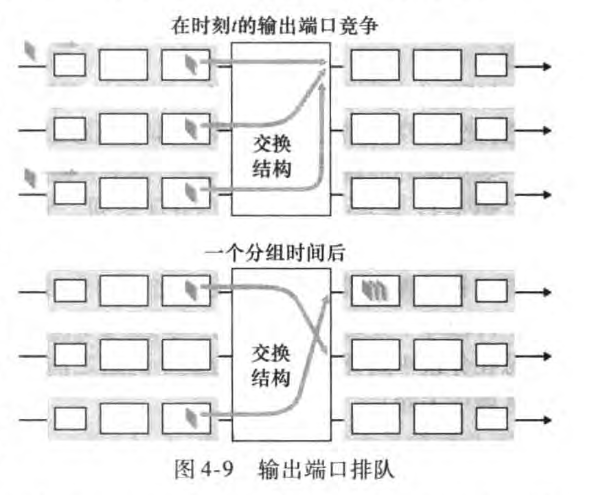 在时刻t的输出端口竞争
交换
结构
一个分组时间后
交换
结构
图4-9 输出端口排队